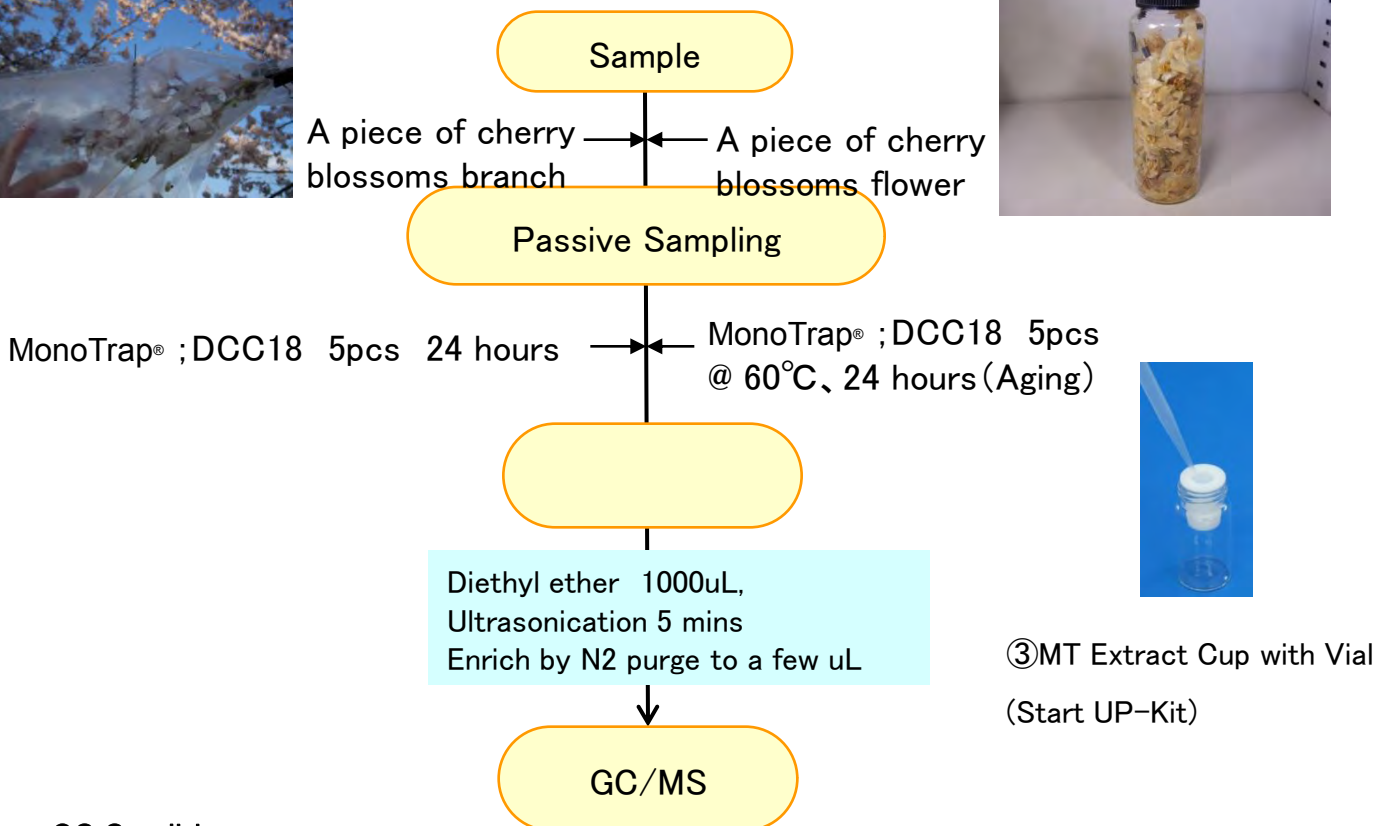 Sample
A piece of cherry
blossoms branch
A piece of cherry
blossoms flower
Passive Sampling
MonoTrap® ;DCC18 5pcs 24 hours
MonoTrap® ;DCC18 5pcs
@ 60℃、24 hours(Aging)
Diethyl ether 1000uL,
Ultrasonication 5 mins
Enrich by N2 purge to a few uL
③MT Extract Cup with Vial
(Start UP-Kit)
GC/MS